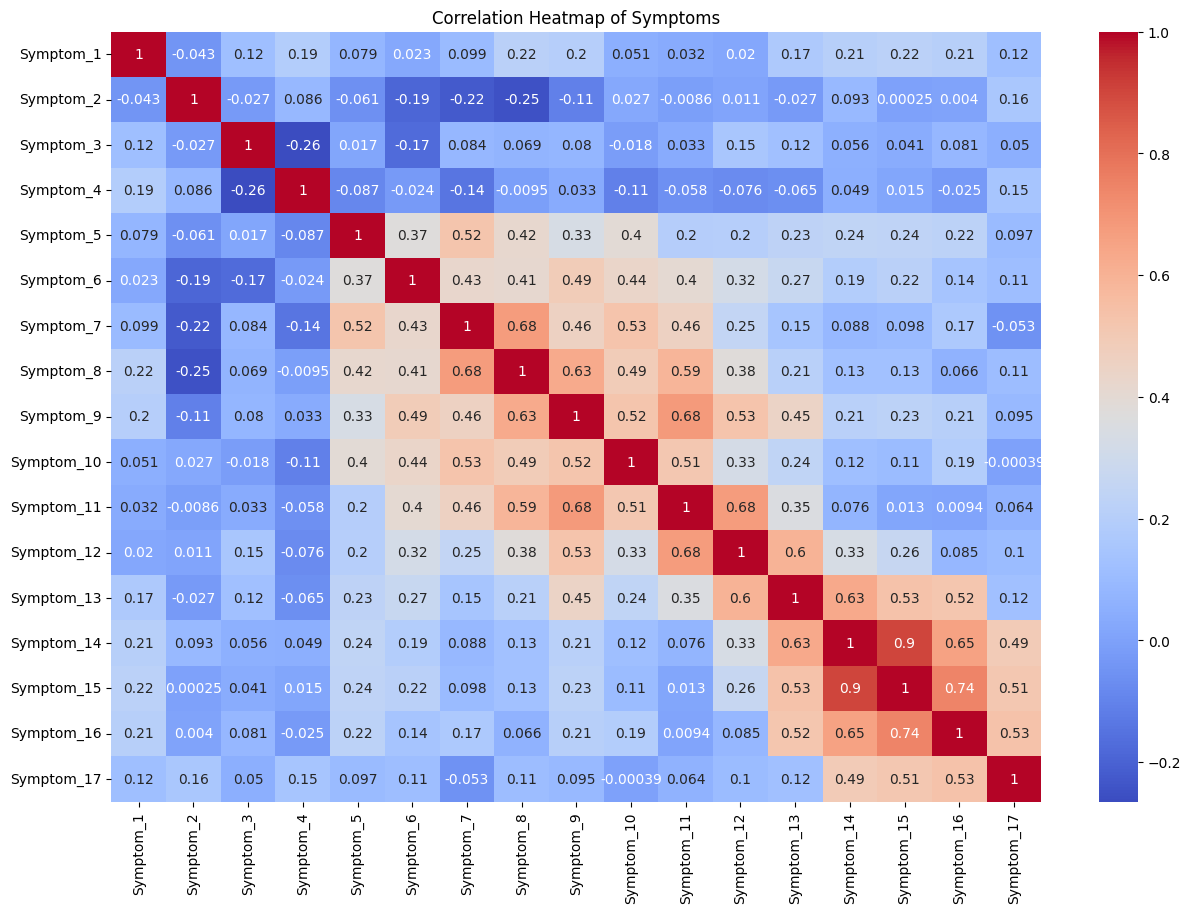 Correlation Heatmap of Symptoms
Symptom_1 1 -0.043 0.12 0.19 0.079 0.023 0.099 0.22 0.2 0.051 0.032 0.02 0.17 0.21 0.22 0.21 0.12
Symptom_2 -0.043 1 -0.027 0.086 -0.061 -0.19 -0.22 -0.25 -0.11 0.027 -0.0086 0.011 -0.027 0.093 0.00025 0.004 0.16
Symptom_3 0.12 -0.027 1 -0.26 0.017 -0.17 0.084 0.069 0.08 -0.018 0.033 0.15 0.12 0.056 0.041 0.081 0.05
Symptom_4 0.19 0.086 -0.26 1 -0.087 -0.024 -0.14 -0.0095 0.033 -0.11 -0.058 -0.076 -0.065 0.049 0.015 -0.025 0.15
Symptom_5 0.079 -0.061 0.017 -0.087 1 0.37 0.52 0.42 0.33 0.4 0.2 0.2 0.23 0.24 0.24 0.22 0.097
Symptom_6 0.023 -0.19 -0.17 -0.024 0.37 1 0.43 0.41 0.49 0.44 0.4 0.32 0.27 0.19 0.22 0.14 0.11
Symptom_7 0.099 -0.22 0.084 -0.14 0.52 0.43 1 0.68 0.46 0.53 0.46 0.25 0.15 0.088 0.098 0.17 -0.053
Symptom_8 0.22 -0.25 0.069 -0.0095 0.42 0.41 0.68 1 0.63 0.49 0.59 0.38 0.21 0.13 0.13 0.066 0.11
Symptom_9 0.2 -0.11 0.08 0.033 0.33 0.49 0.46 0.63 1 0.52 0.68 0.53 0.45 0.21 0.23 0.21 0.095
Symptom_10 0.051 0.027 -0.018 -0.11 0.4 0.44 0.53 0.49 0.52 1 0.51 0.33 0.24 0.12 0.11 0.19 -0.00039
Symptom_11 0.032 -0.0086 0.033 -0.058 0.2 0.4 0.46 0.59 0.68 0.51 1 0.68 0.35 0.076 0.013 0.0094 0.064
Symptom_12 0.02 0.011 0.15 -0.076 0.2 0.32 0.25 0.38 0.53 0.33 0.68 1 0.6 0.33 0.26 0.085 0.1
Symptom_13 0.17 -0.027 0.12 -0.065 0.23 0.27 0.15 0.21 0.45 0.24 0.35 0.6 1 0.63 0.53 0.52 0.12
Symptom_14 0.21 0.093 0.056 0.049 0.24 0.19 0.088 0.13 0.21 0.12 0.076 0.33 0.63 1 0.9 0.65 0.49
Symptom_15 0.22 0.00025 0.041 0.015 0.24 0.22 0.098 0.13 0.23 0.11 0.013 0.26 0.53 0.9 1 0.74 0.51
Symptom_16 0.21 0.004 0.081 -0.025 0.22 0.14 0.17 0.066 0.21 0.19 0.0094 0.085 0.52 0.65 0.74 1 0.53
Symptom_17 0.12 0.16 0.05 0.15 0.097 0.11 -0.053 0.11 0.095 -0.00039 0.064 0.1 0.12 0.49 0.51 0.53 1
Symptom_1
Symptom_2
Symptom_3
Symptom_4
Symptom_5
Symptom_6
Symptom_7
Symptom_8
Symptom_9
Symptom_10
Symptom_11
Symptom_12
Symptom_13
Symptom_14
Symptom_15
Symptom_16
Symptom_17
1.0
0.8
0.6
0.4
0.2
0.0
−0.2